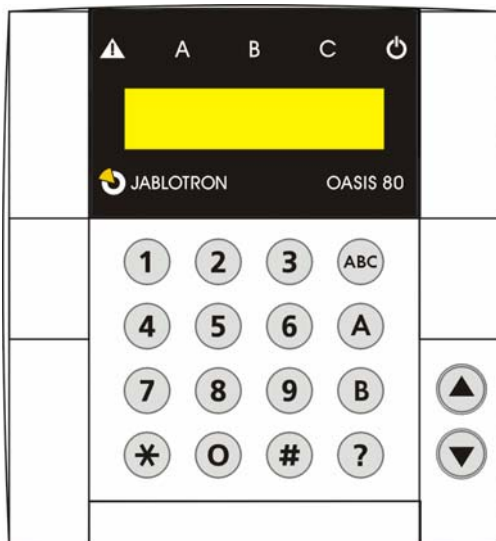 A B C
JABLOTRON OASIS 80
1 2 3 ABC
4 5 6 A
7 8 9 B
* 0 # ?